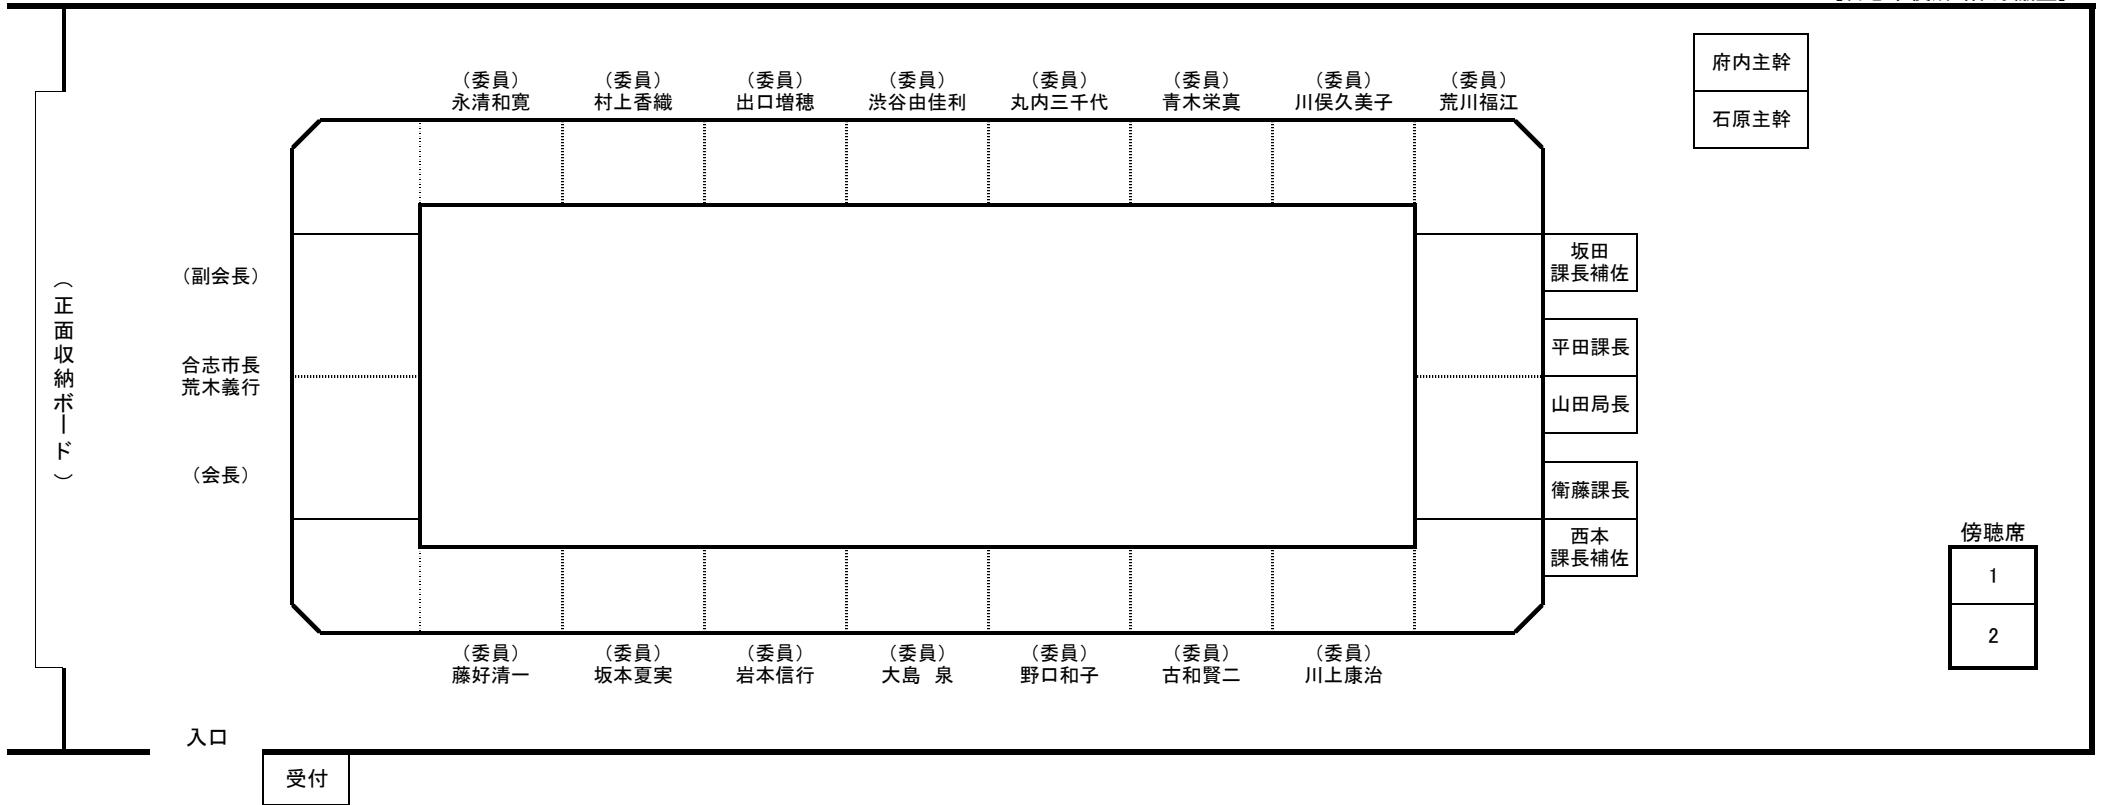 （委員）
永清和寛
（委員）
村上香織
（委員）
出口増穂
（委員）
渋谷由佳利
（委員）
丸内三千代
（委員）
青木栄真
（委員）
川俣久美子
（委員）
荒川福江
府内主幹
石原主幹
（正面収納ボード）
（副会長）
合志市長
荒木義行
（会長）
坂田
課長補佐
平田課長
山田局長
衛藤課長
西本
課長補佐
傍聴席
1
2
（委員）
藤好清一
（委員）
坂本夏実
（委員）
岩本信行
（委員）
大島　泉
（委員）
野口和子
（委員）
古和賢二
（委員）
川上康治
入口
受付